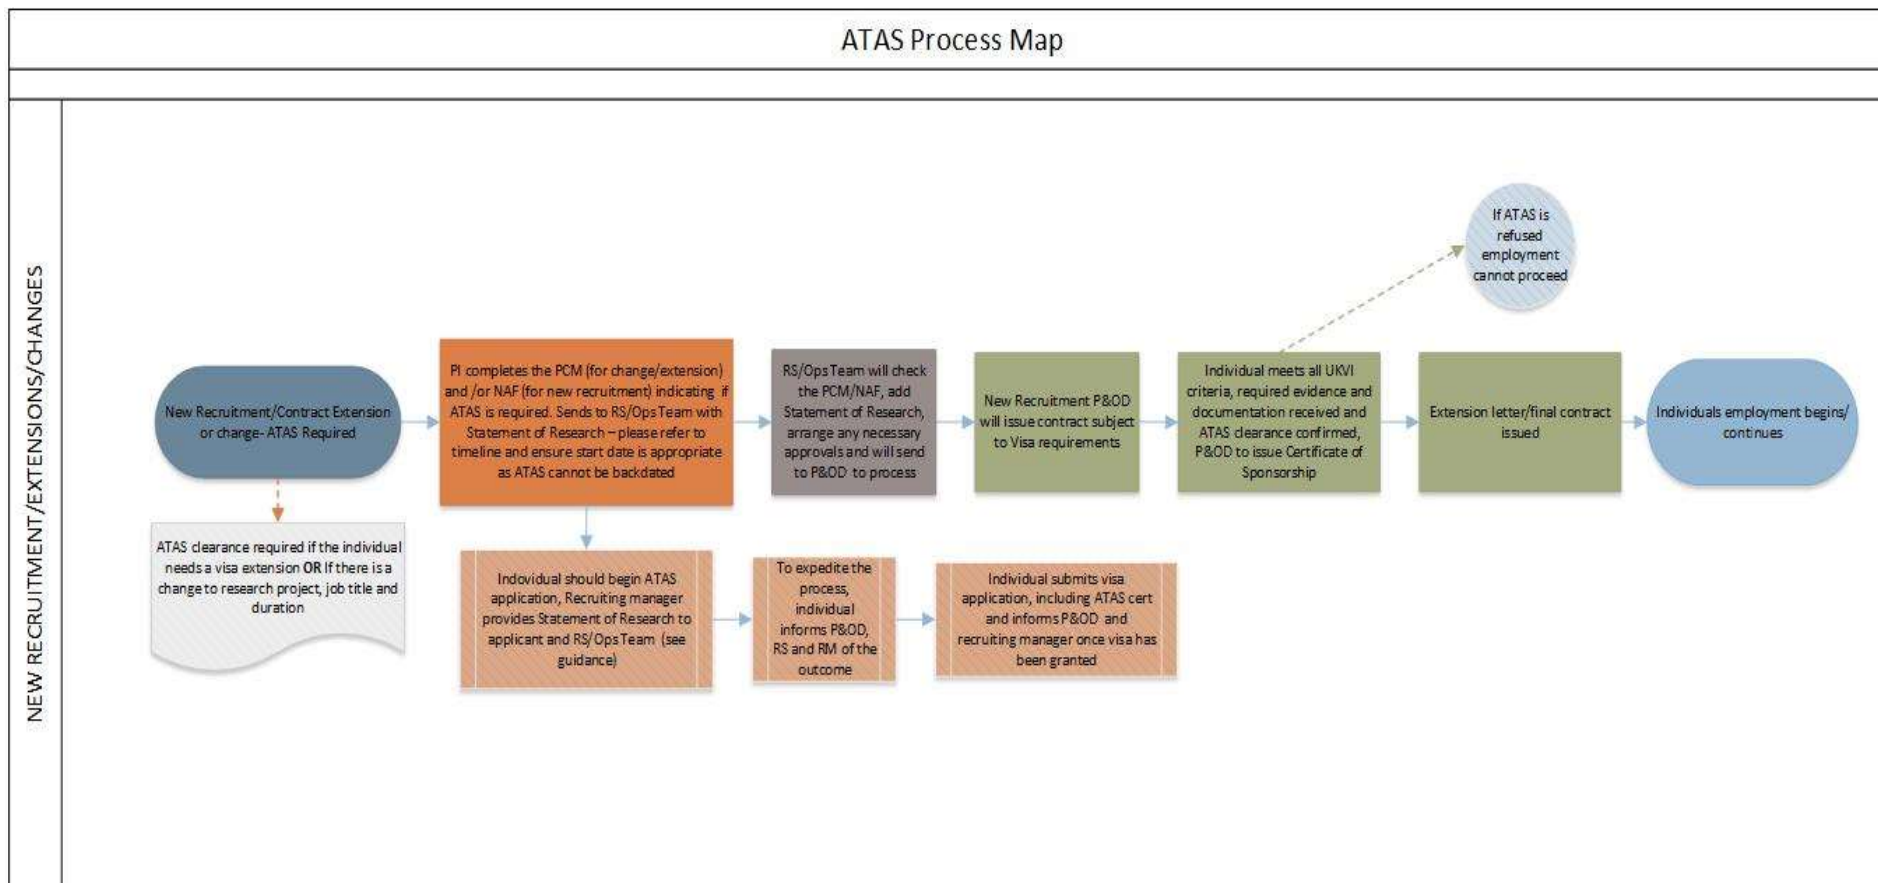 ATAS Process Map
NEW RECRUITMENT/EXTENSIONS/CHANGES
If ATAS is
refused
employment
cannot proceed
New Recruitment/Contract Extension
or change- ATAS Required
PI completes the PCM (for change/extension)
and /or NAF (for new recruitment) indicating if
ATAS is required. Sends to RS/Ops Team with
Statement of Research – please refer to
timeline and ensure start date is appropriate
as ATAS cannot be backdated
RS/Ops Team will check
the PCM/NAF, add
Statement of Research,
arrange any necessary
approvals and will send
to P&OD to process
New Recruitment P&OD
will issue contract subject
to Visa requirements
Individual meets all UKVI
criteria, required evidence and
documentation received and
ATAS clearance confirmed,
P&OD to issue Certificate of
Sponsorship
Extension letter/final contract
issued
Individuals employment begins/
continues
ATAS clearance required if the individual
needs a visa extension OR If there is a
change to research project, job title and
duration
Indovidual should begin ATAS
application, Recruiting manager
provides Statement of Research to
applicant and RS/Ops Team (see
guidance)
To expedite the
process,
individual
informs P&OD,
RS and RM of the
outcome
Individual submits visa
application, including ATAS cert
and informs P&OD and
recruiting manager once visa has
been granted